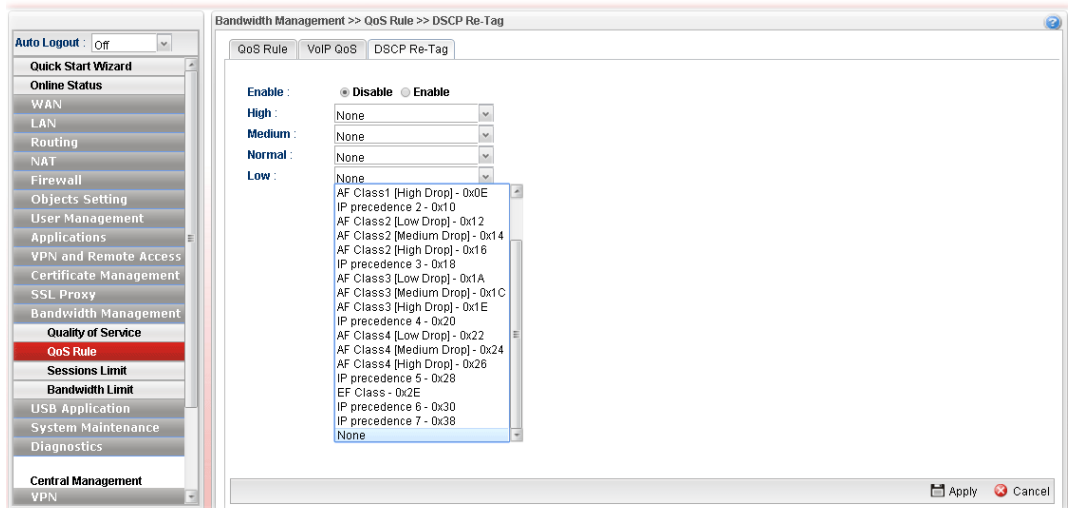 Bandwidth Management >> QoS Rule >> DSCP Re-Tag
Auto Logout : Off
Quick Start Wizard
Online Status
WAN
LAN
Routing
NAT
Firewall
Objects Setting
User Management
Applications
VPN and Remote Access
Certificate Management
SSL Proxy
Bandwidth Management
Quality of Service
QoS Rule
Sessions Limit
Bandwidth Limit
USB Application
System Maintenance
Diagnostics
Central Management
VPN
QoS Rule VoIP QoS DSCP Re-Tag
Enable : Disable Enable
High : None
Medium : None
Normal : None
Low : None
AF Class1 [High Drop] - 0x0E
IP precedence 2 - 0x10
AF Class2 [Low Drop] - 0x12
AF Class2 [Medium Drop] - 0x14
AF Class2 [High Drop] - 0x16
IP precedence 3 - 0x18
AF Class3 [Low Drop] - 0x1A
AF Class3 [Medium Drop] - 0x1C
AF Class3 [High Drop] - 0x1E
IP precedence 4 - 0x20
AF Class4 [Low Drop] - 0x22
AF Class4 [Medium Drop] - 0x24
AF Class4 [High Drop] - 0x26
IP precedence 5 - 0x28
EF Class - 0x2E
IP precedence 6 - 0x30
IP precedence 7 - 0x38
None
Apply Cancel